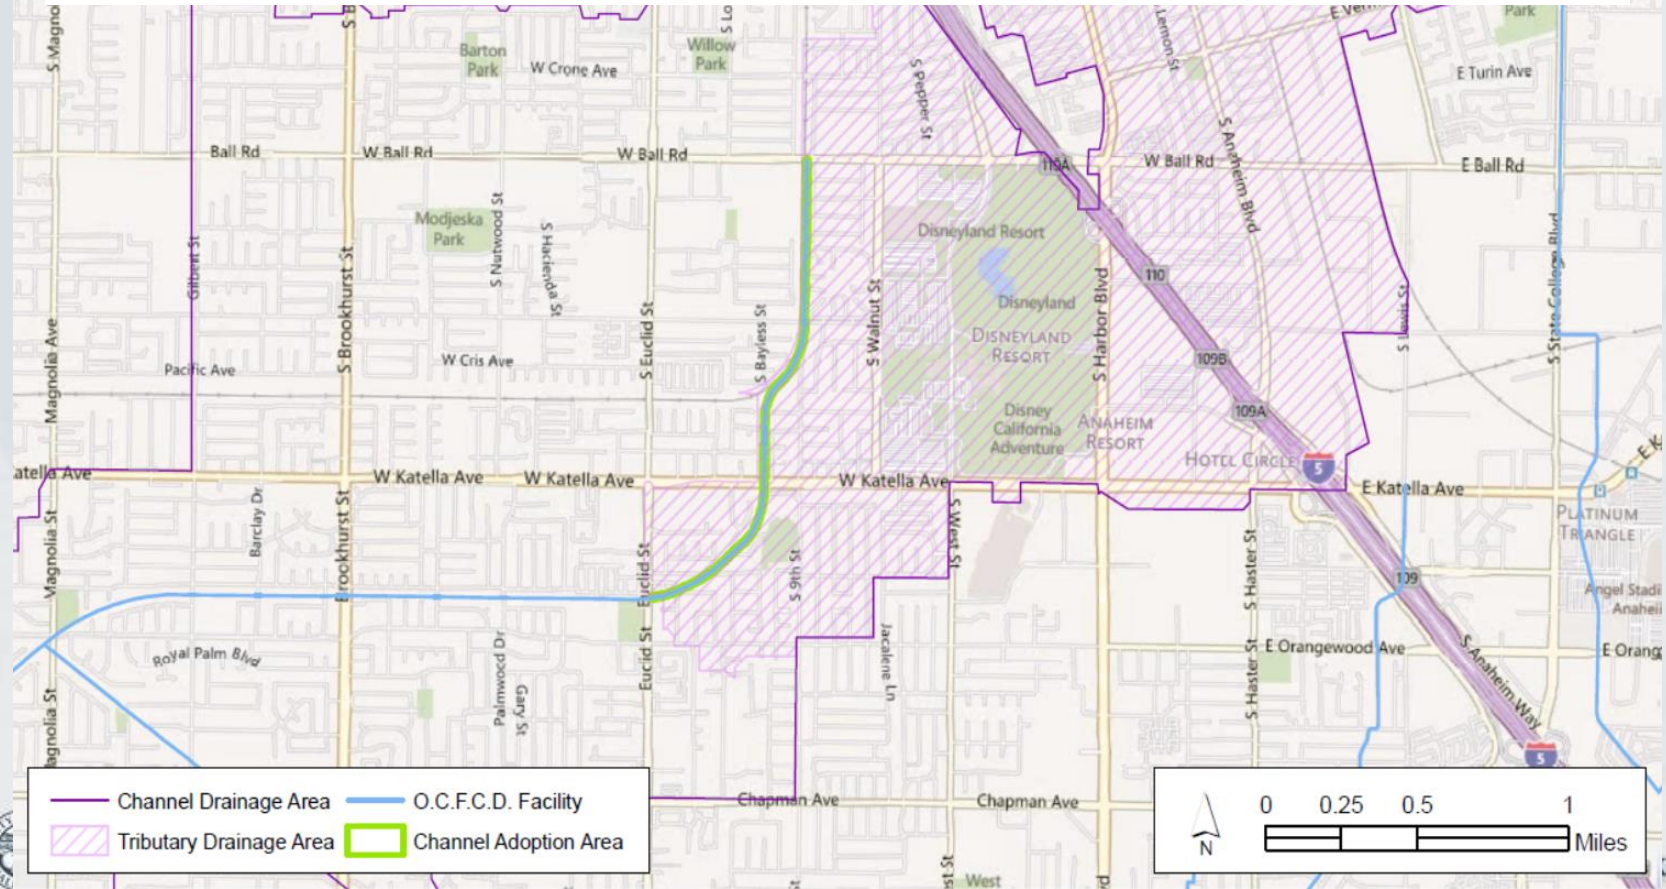 S Magno
S B
S Lo
Lemon St
E Verm
Park
Barton
Park
W Crone Ave
Willow
Park
S Pepper St
E Turin Ave
Ball Rd
W Ball Rd
W Ball Rd
110A
W Ball Rd
S Anaheim Blvd
E Ball Rd
Modjeska
Park
S Nutwood St
S Hacienda St
Gilbert St
S Brookhurst St
Disneyland Resort
Disneyland
DISNEYLAND
RESORT
110
S Harbor Blvd
S State College Blvd
S Lewis St
Magnolia Ave
Pacific Ave
W Cris Ave
S Euclid St
S Bayless St
S Walnut St
109B
109A
Disney
California
Adventure
ANAHEIM
RESORT
HOTEL CIRCLE
5
atella Ave
W Katella Ave
W Katella Ave
W Katella Ave
E Katella Ave
E K
PLATINUM
TRIANGLE
Magnolia St
Barclay Dr
Brookhurst St
Euclid St
S 9th St
S West St
S Haster St
109
Angel Stadi
Anahei
Royal Palm Blvd
Palmwood Dr
Gary St
Eucid St
Jacalene Ln
S Haster St
E Orangewood Ave
S Anaheim Way
E Orang
agnolia St
5
Chapman Ave
Chapman Ave
West
Channel Drainage Area
O.C.F.C.D. Facility
Tributary Drainage Area
Channel Adoption Area
N
0 0.25 0.5 1
Miles